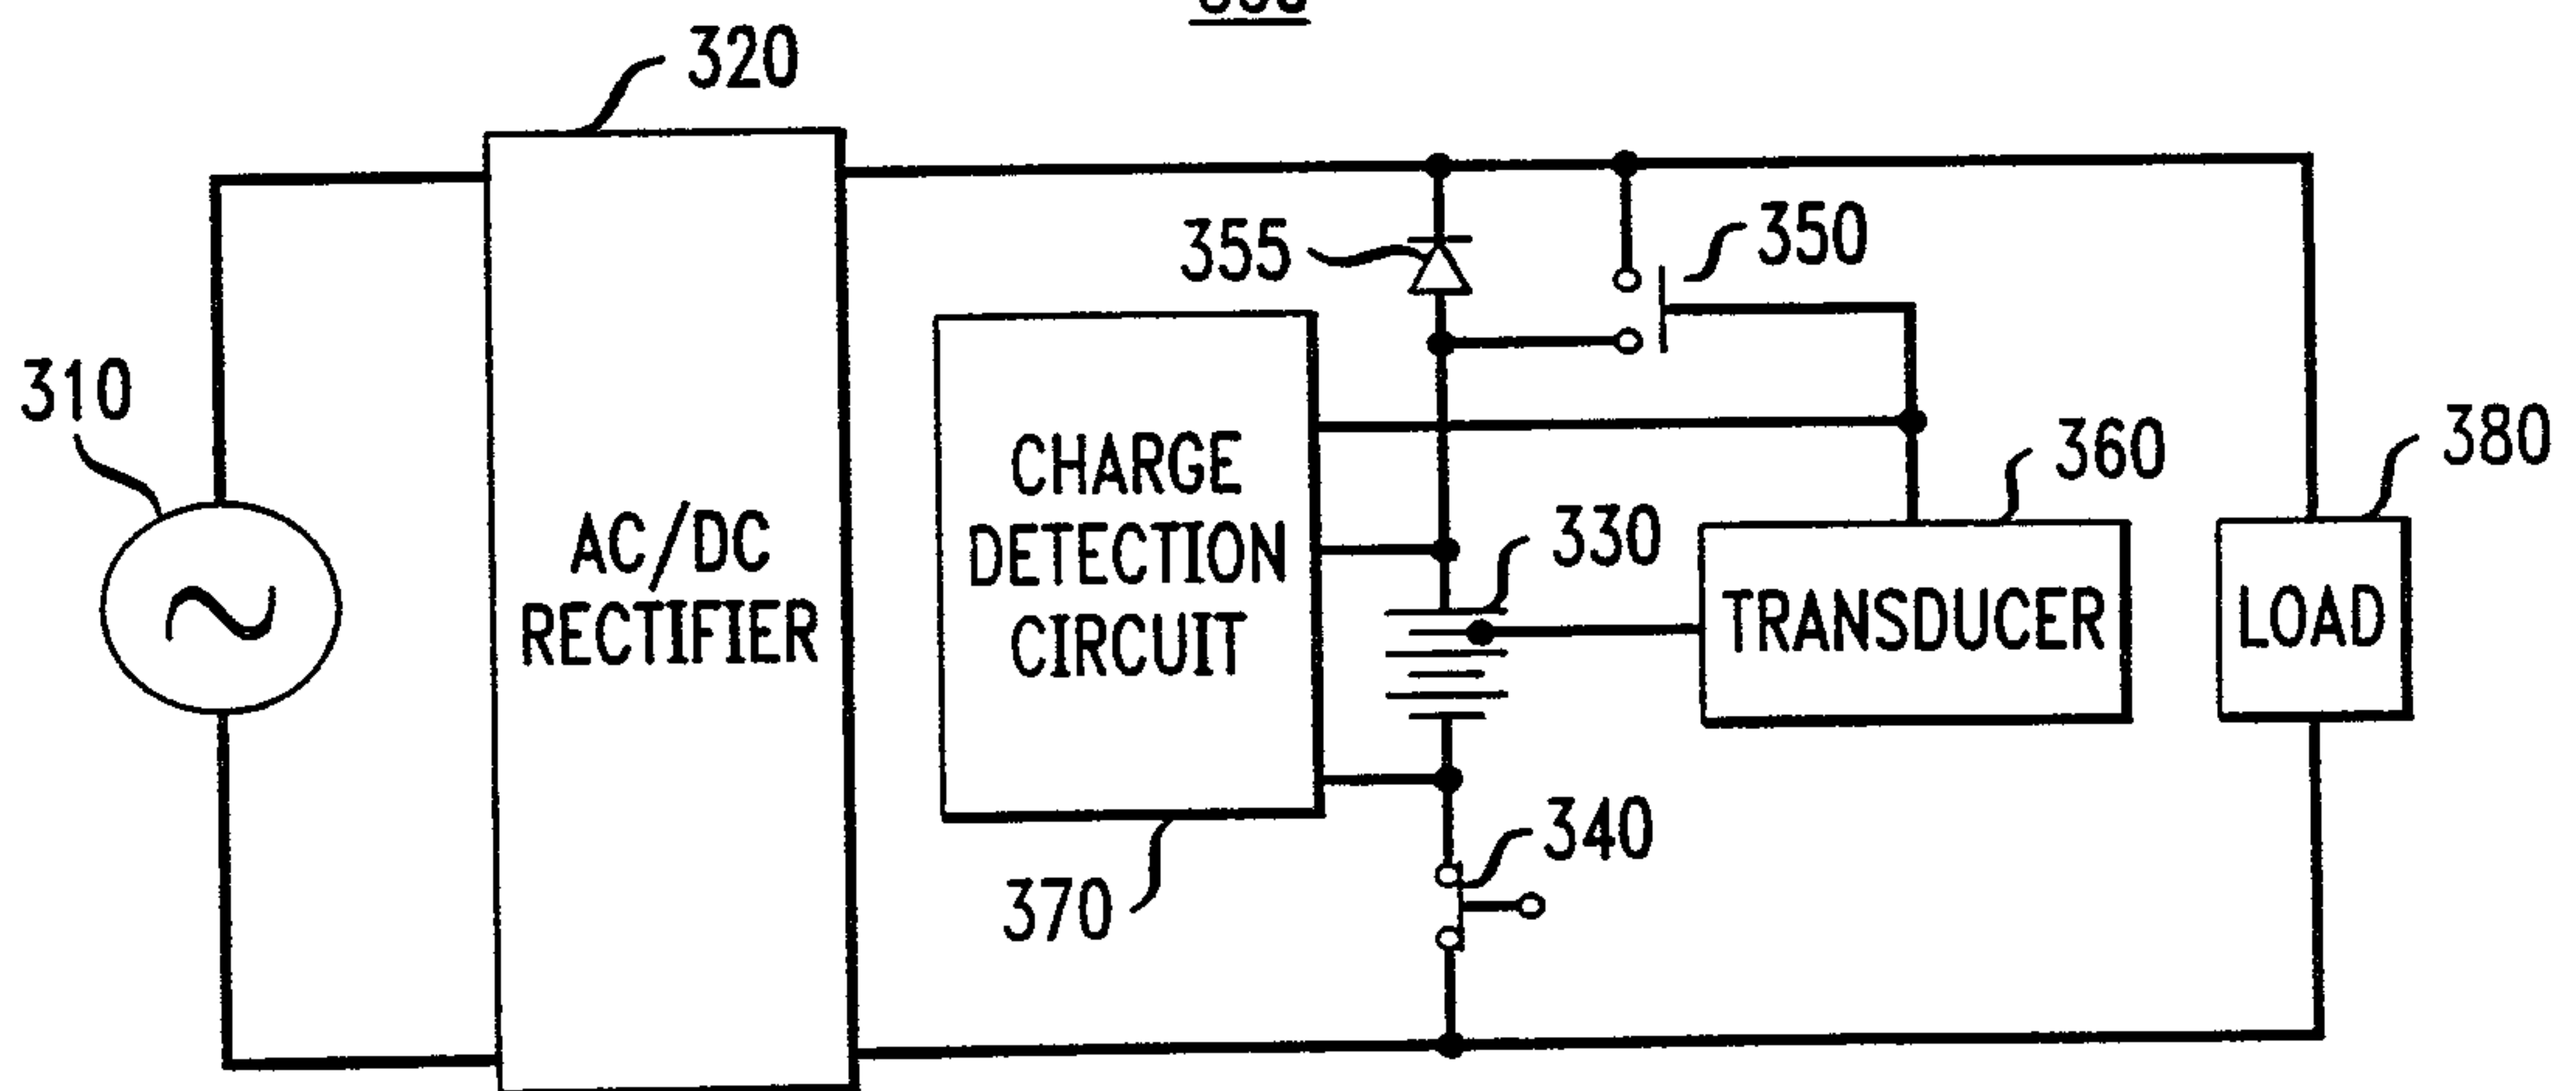 320
355
350
310
CHARGE
DETECTION
CIRCUIT
AC/DC
RECTIFIER
330
360
380
TRANSDUCER
LOAD
340
370